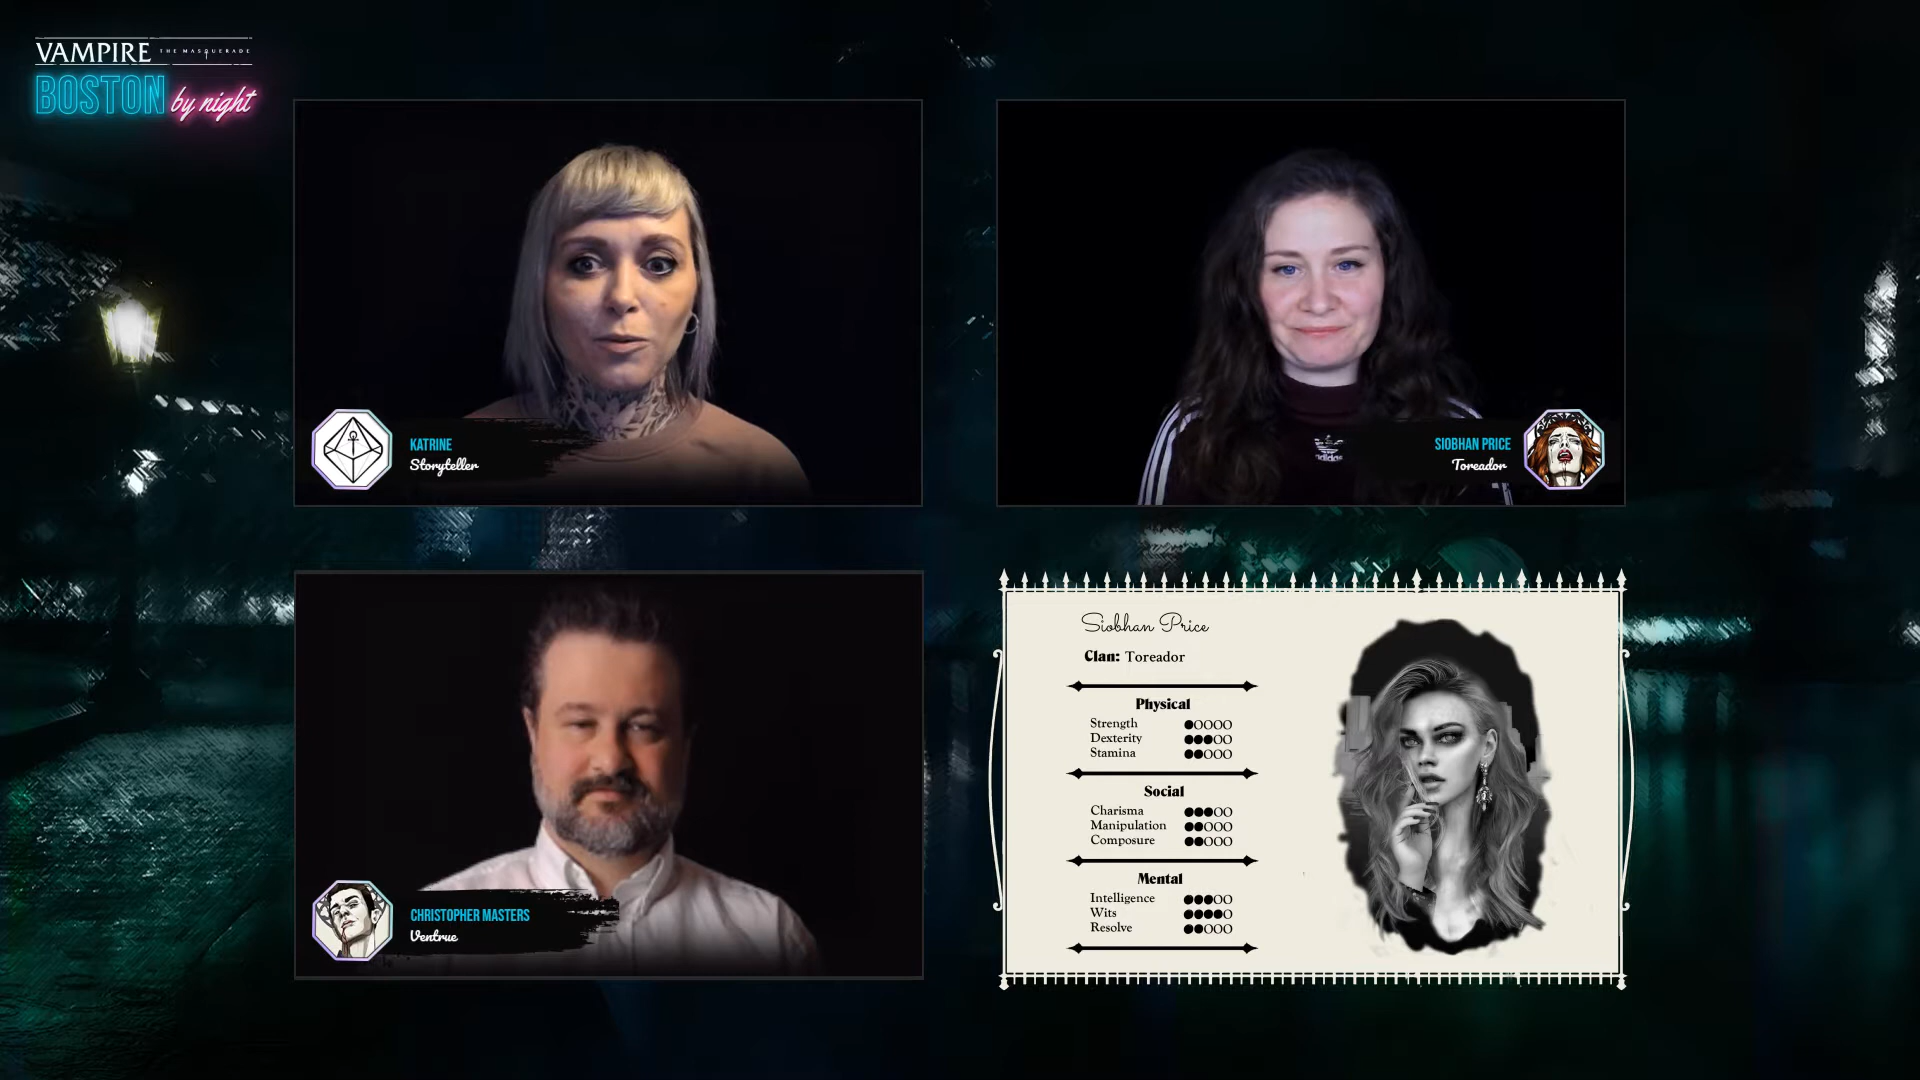 VAMPIRE THE MASQUERADE
BOSTON by night
KATRINE
Storyteller
SIOBHAN PRICE
Toreador
adidas
CHRISTOPHER MASTERS
Ventrue
Siobhan Price
Clan: Toreador
Physical
Strength
Dexterity
Stamina
Social
Charisma
Manipulation
Composure
Mental
Intelligence
Wits
Resolve